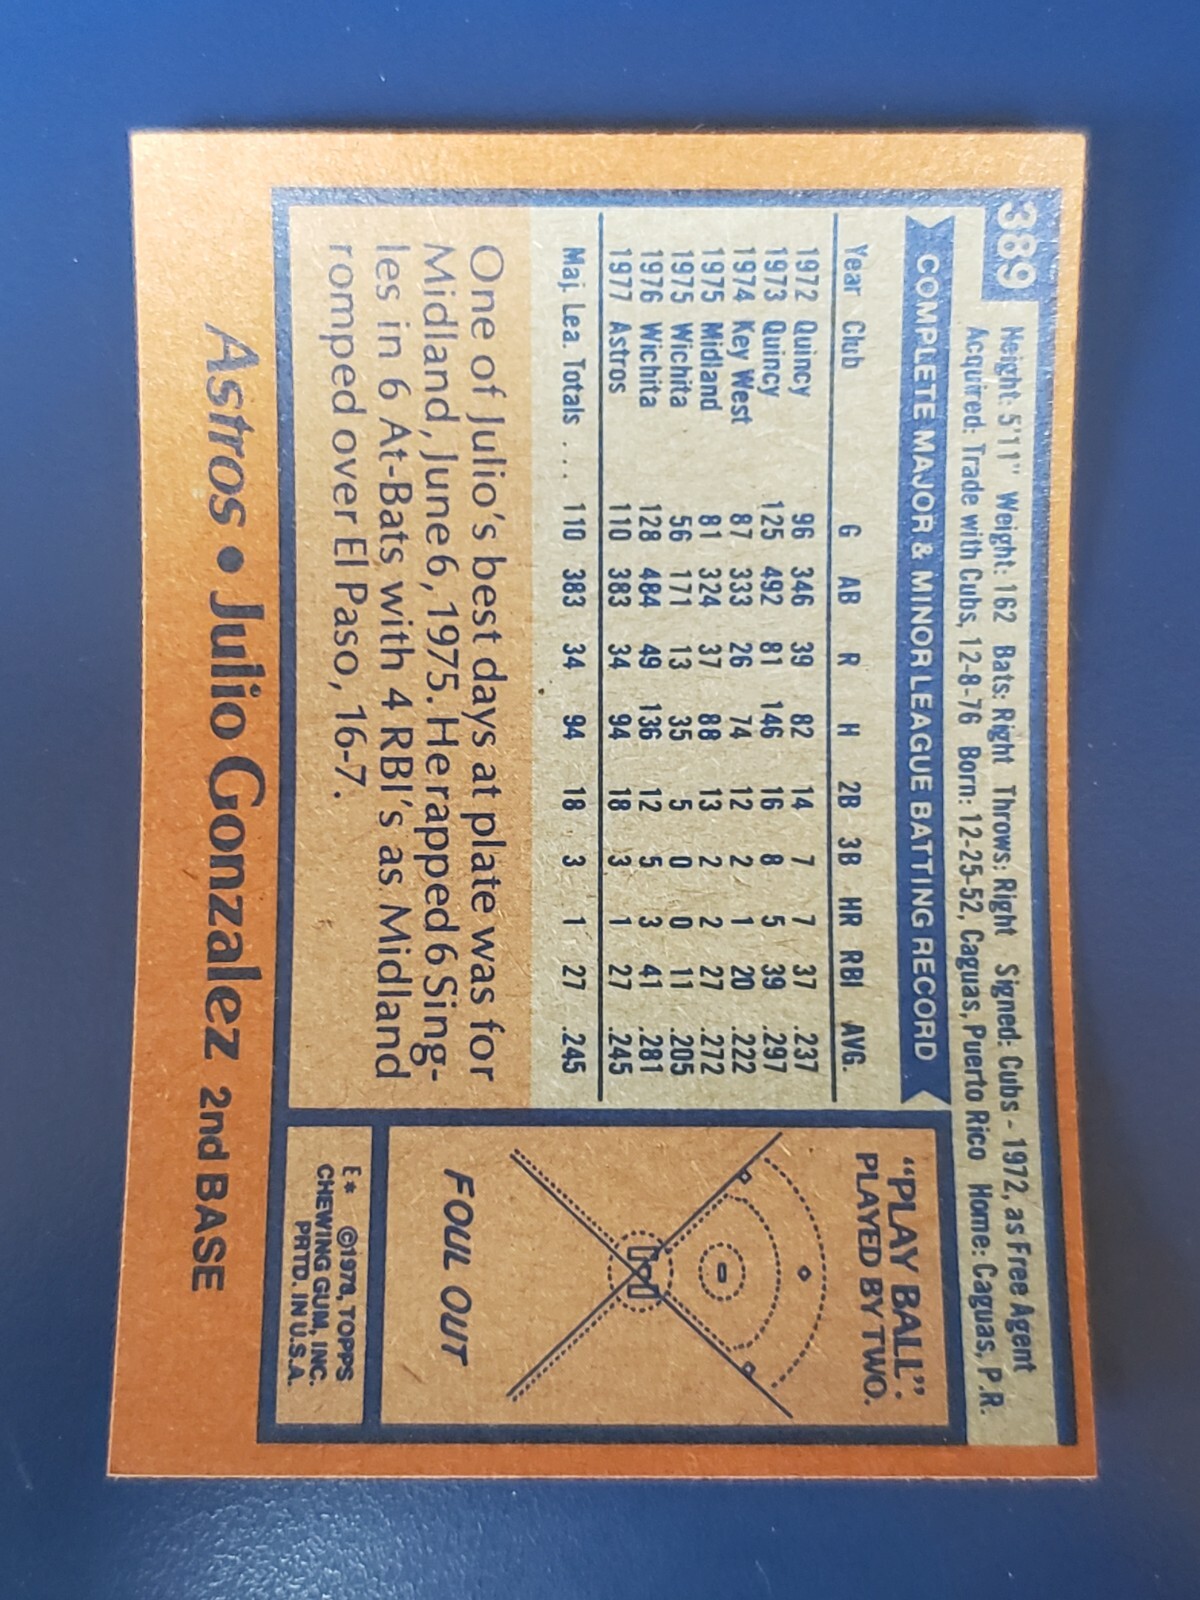 389
Height: 5'11" Weight: 162 Bats: Right Throws: Right Signed: Cubs - 1972, as Free Agent
Acquired: Trade with Cubs, 12-8-76 Born: 12-25-52, Caguas, Puerto Rico Home: Caguas, P.R.
COMPLETE MAJOR & MINOR LEAGUE BATTING RECORD
Year Club G AB R H 2B 3B HR RBI AVG.
1972 Quincy 96 346 39 82 14 7 7 37 .237
1973 Quincy 125 492 81 146 16 8 5 39 .297
1974 Key West 87 333 26 74 12 2 1 20 .222
1975 Midland 81 324 37 88 13 2 2 27 .272
1975 Wichita 56 171 13 35 5 0 0 11 .205
1976 Wichita 128 484 49 136 12 5 3 41 .281
1977 Astros 110 383 34 94 18 3 1 27 .245
Maj. Lea. Totals .... 110 383 34 94 18 3 1 27 .245
One of Julio's best days at plate was for
Midland, June 6, 1975. He rapped 6 Sing-
les in 6 At-Bats with 4 RBI's as Midland
romped over El Paso, 16-7.
"PLAY BALL":
PLAYED BY TWO.
FOUL OUT
E* ©1978, TOPPS
CHEWING GUM, INC.
PRTD. IN U.S.A.
Astros • Julio Gonzalez 2nd BASE